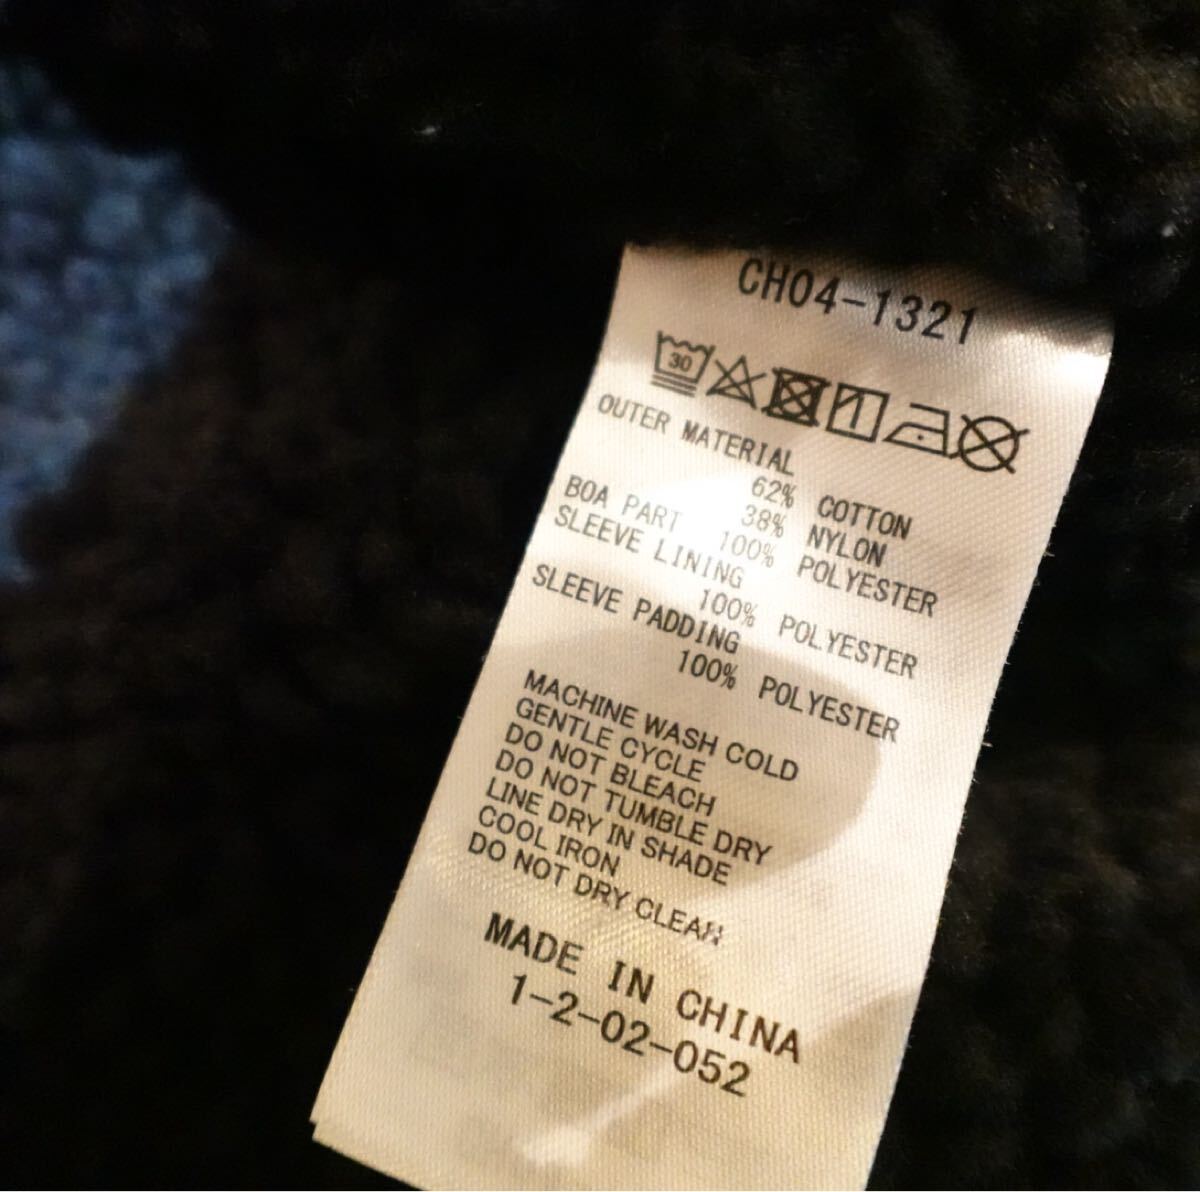 CH04-1321
30
OUTER MATERIAL
62% COTTON
38% NYLON
BOA PART
100% POLYESTER
SLEEVE LINING
100% POLYESTER
SLEEVE PADDING
100% POLYESTER
MACHINE WASH COLD
GENTLE CYCLE
DO NOT BLEACH
DO NOT TUMBLE DRY
LINE DRY IN SHADE
COOL IRON
DO NOT DRY CLEAN
MADE IN CHINA
1-2-02-052